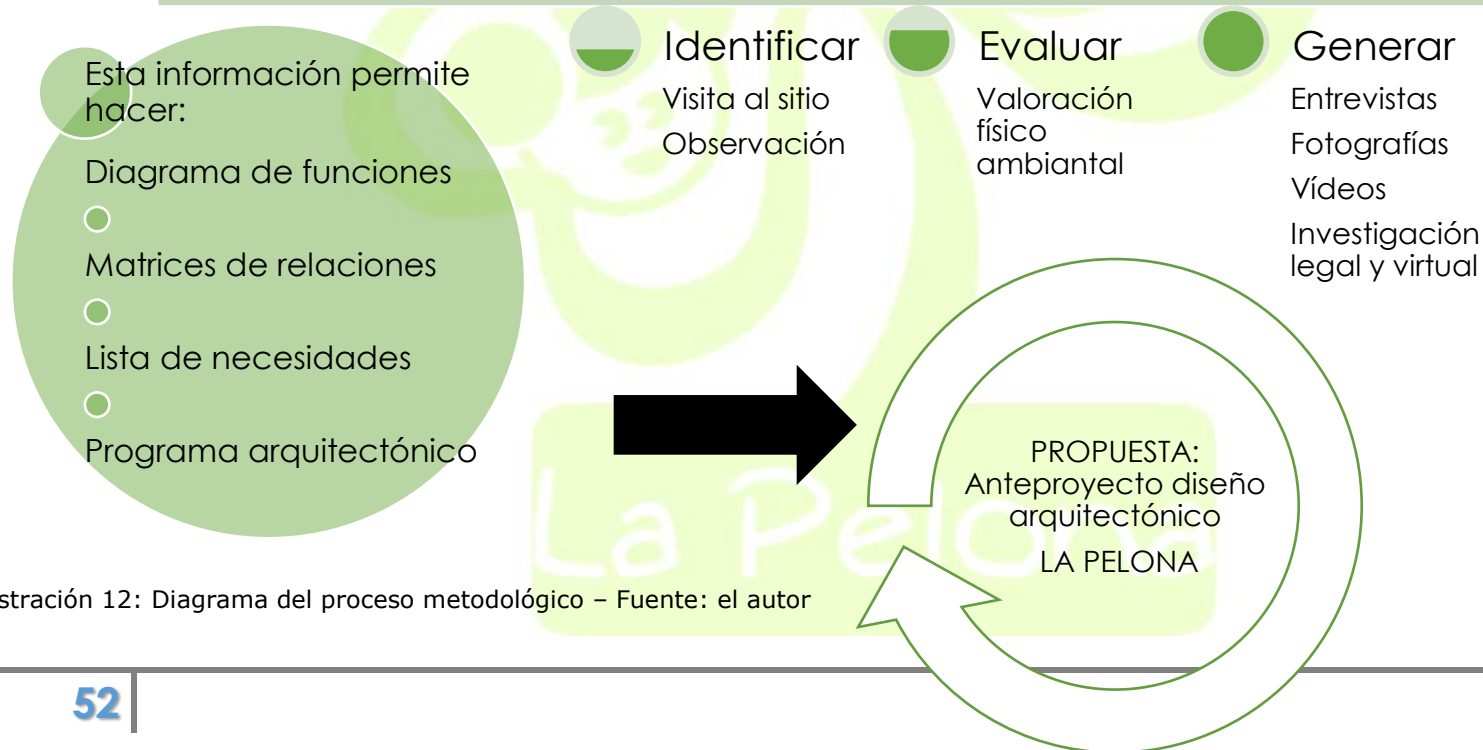 Esta información permite
hacer:
Diagrama de funciones
Matrices de relaciones
Lista de necesidades
Programa arquitectónico
Identificar
Visita al sitio
Observación
Evaluar
Valoración
físico
ambiantal
Generar
Entrevistas
Fotografías
Vídeos
Investigación
legal y virtual
PROPUESTA:
Anteproyecto diseño
arquitectónico
LA PELONA
La Pelona
stración 12: Diagrama del proceso metodológico – Fuente: el autor
52